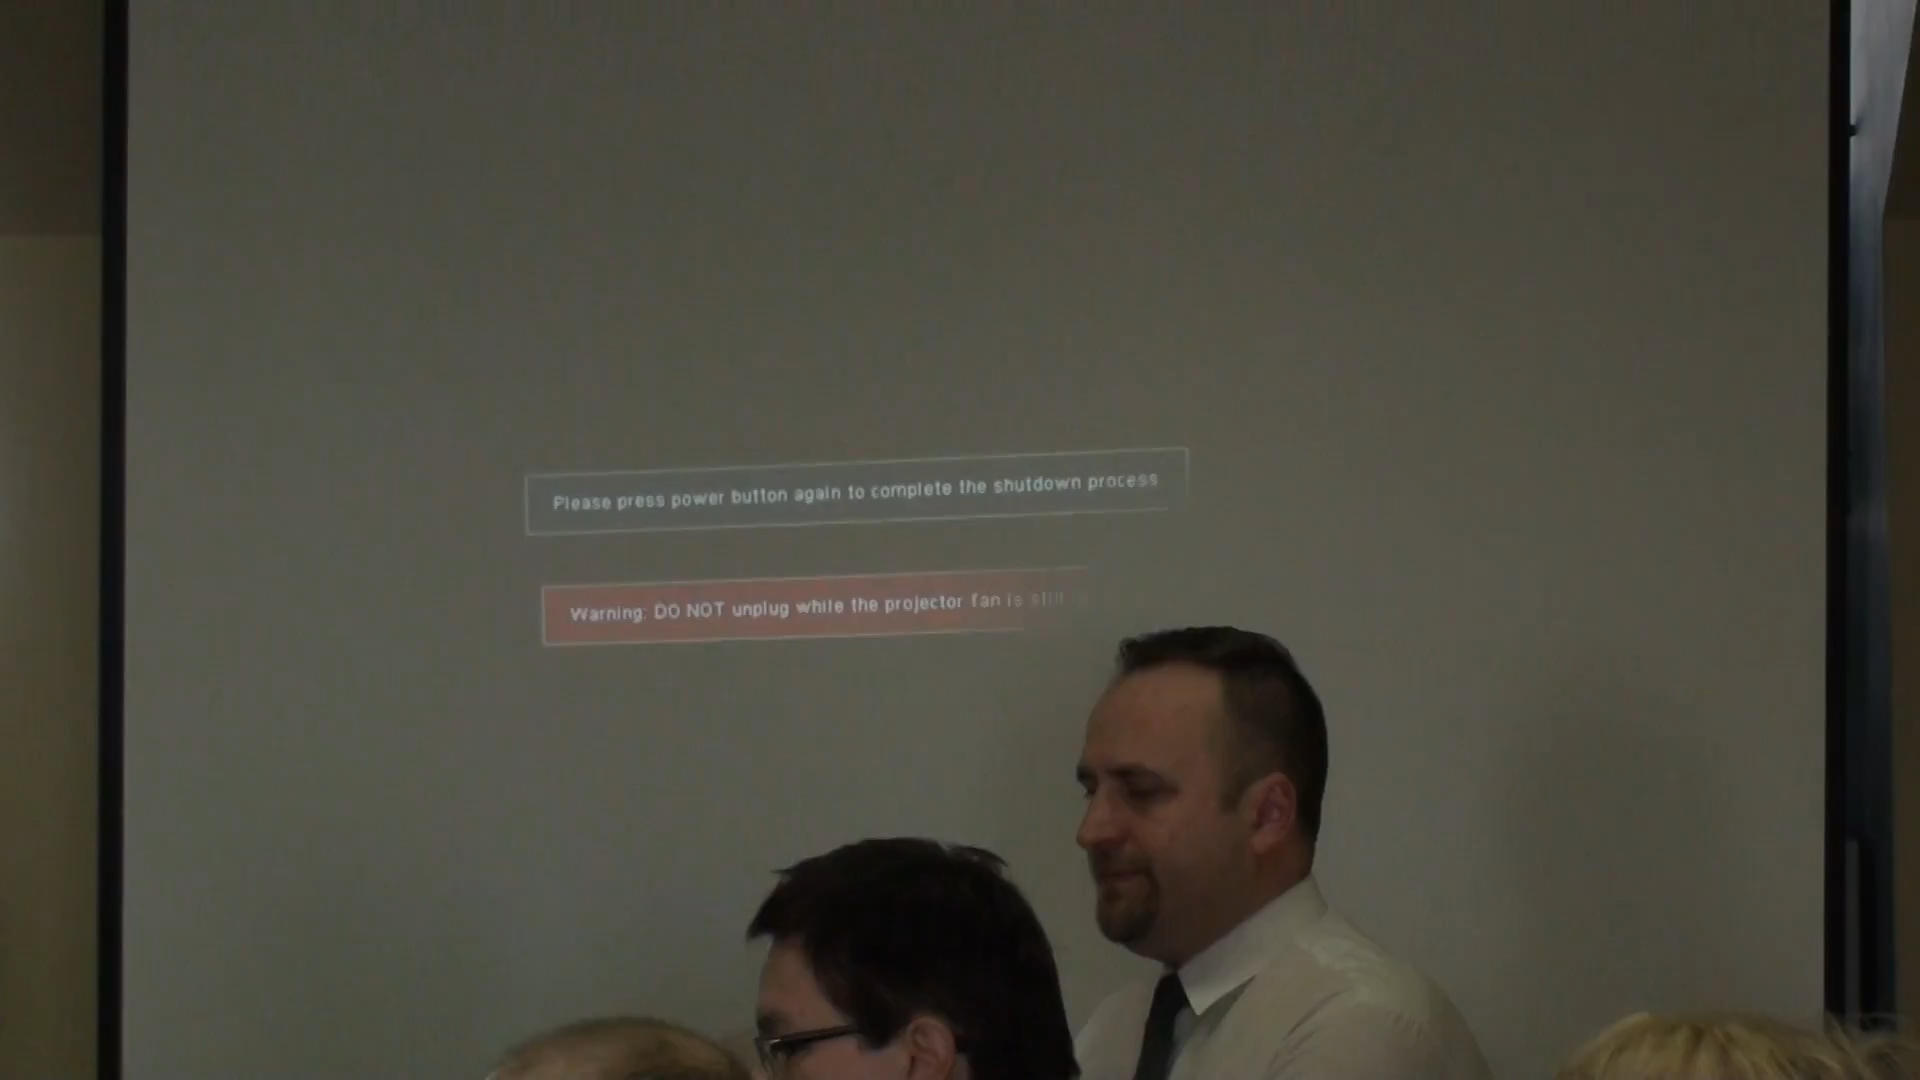 Please press power button again to complete the shutdown process
Warning: DO NOT unplug while the projector fan is still